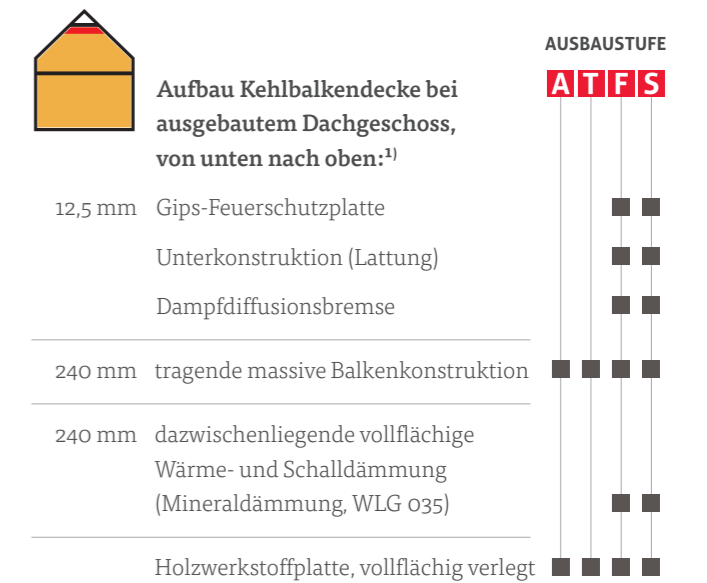 AUSBAUSTUFE
A T F S
Aufbau Kehlbalkendecke bei
ausgebautem Dachgeschoss,
von unten nach oben:¹⁾
12,5 mm Gips-Feuerschutzplatte
Unterkonstruktion (Lattung)
Dampfdiffusionsbremse
240 mm tragende massive Balkenkonstruktion
240 mm dazwischenliegende vollflächige
Wärme- und Schalldämmung
(Mineraldämmung, WLG 035)
Holzwerkstoffplatte, vollflächig verlegt